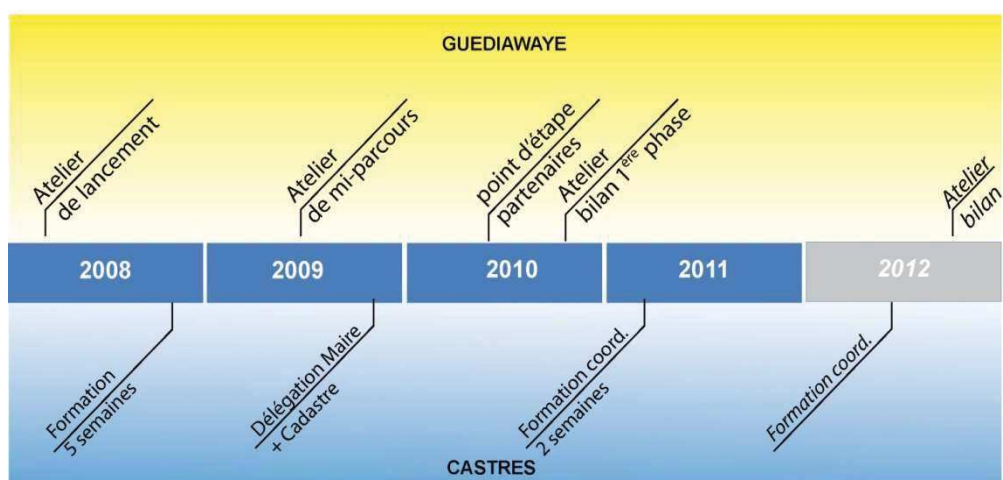 GUEDIAWAYE
Atelier
de lancement
Atelier
de mi-parcours
point d'étape
partenaires
Atelier
bilan 1ère phase
Atelier
bilan
2008
2009
2010
2011
2012
Formation
5 semaines
Délégation Maire
+ Cadastre
Formation coord.
2 semaines
Formation coord.
CASTRES